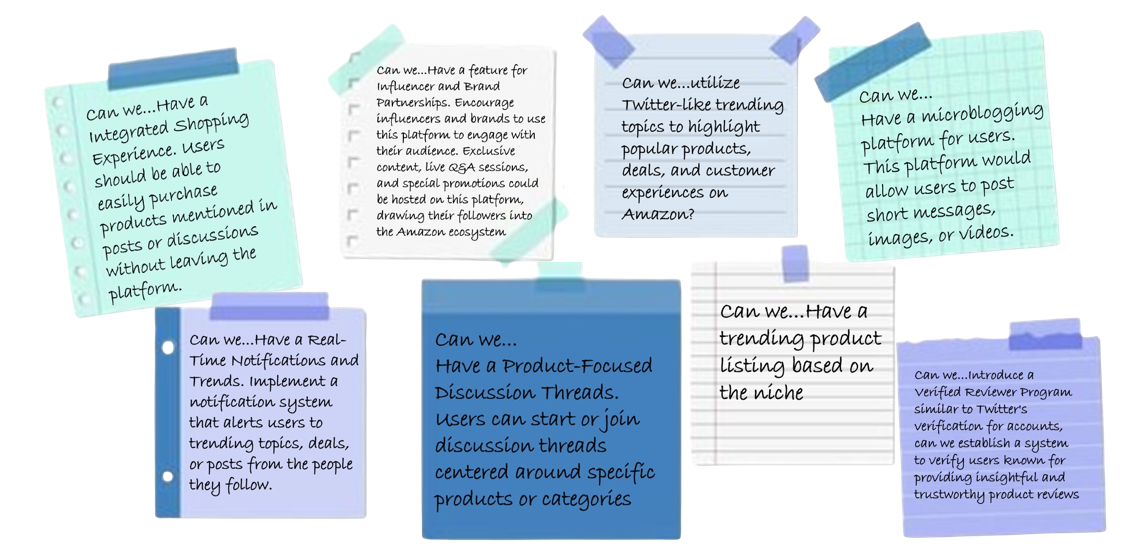 Can we...Have a
Integrated Shopping
Experience. Users
should be able to
easily purchase
products mentioned in
posts or discussions
without leaving the
platform.
Can we...Have a feature for
Influencer and Brand
Partnerships. Encourage
influencers and brands to use
this platform to engage with
their audience. Exclusive
content, live Q&A sessions,
and special promotions could
be hosted on this platform,
drawing their followers into
the Amazon ecosystem
Can we...utilize
Twitter-like trending
topics to highlight
popular products,
deals, and customer
experiences on
Amazon?
Can we...
Have a microblogging
platform for users.
This platform would
allow users to post
short messages,
images, or videos.
Can we...Have a Real-
Time Notifications and
Trends. Implement a
notification system
that alerts users to
trending topics, deals,
or posts from the people
they follow.
Can we...
Have a Product-Focused
Discussion Threads.
Users can start or join
discussion threads
centered around specific
products or categories
Can we...Have a
trending product
listing based on
the niche
Can we...Introduce a
Verified Reviewer Program
similar to Twitter's
verification for accounts,
can we establish a system
to verify users known for
providing insightful and
trustworthy product reviews